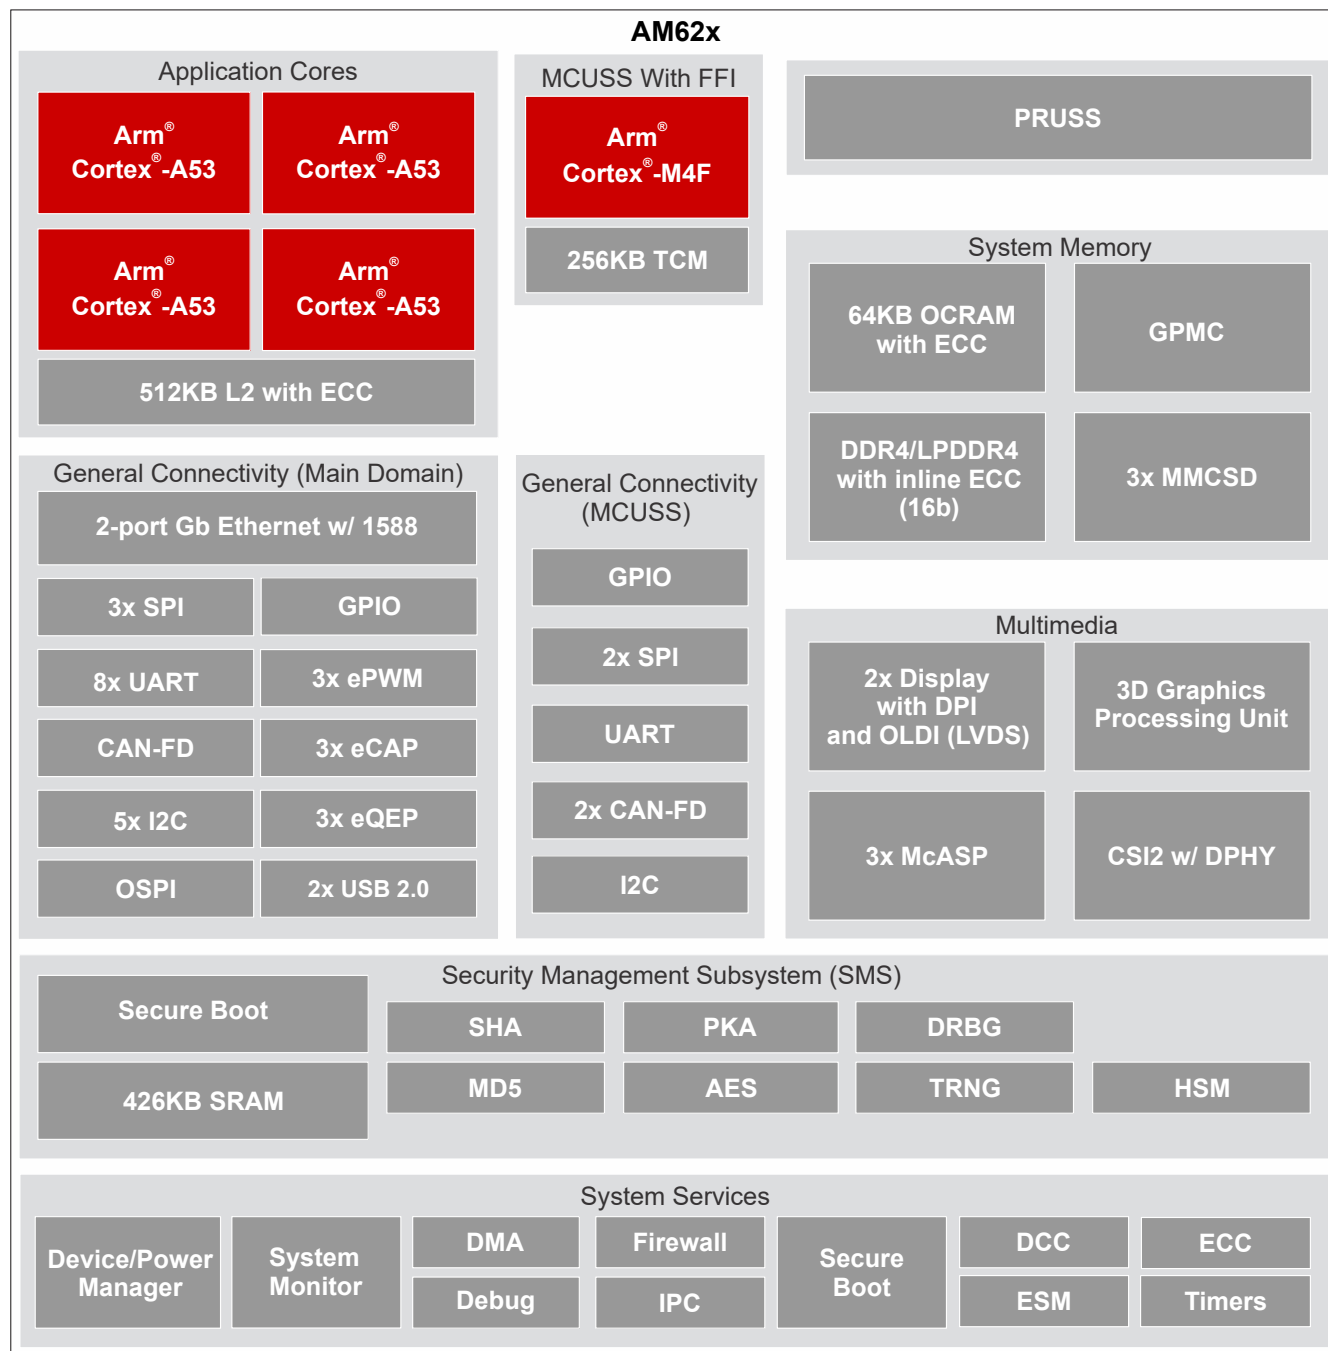 AM62x
Application Cores
Arm®
Cortex®-A53
Arm®
Cortex®-A53
Arm®
Cortex®-A53
Arm®
Cortex®-A53
512KB L2 with ECC
MCUSS With FFI
Arm®
Cortex®-M4F
256KB TCM
PRUSS
System Memory
64KB OCRAM
with ECC
GPMC
DDR4/LPDDR4
with inline ECC
(16b)
3x MMCSD
General Connectivity (Main Domain)
2-port Gb Ethernet w/ 1588
3x SPI
GPIO
8x UART
3x ePWM
CAN-FD
3x eCAP
5x I2C
3x eQEP
OSPI
2x USB 2.0
General Connectivity
(MCUSS)
GPIO
2x SPI
UART
2x CAN-FD
I2C
Multimedia
2x Display
with DPI
and OLDI (LVDS)
3D Graphics
Processing Unit
3x McASP
CSI2 w/ DPHY
Security Management Subsystem (SMS)
Secure Boot
SHA
PKA
DRBG
426KB SRAM
MD5
AES
TRNG
HSM
System Services
Device/Power
Manager
System
Monitor
DMA
Debug
Firewall
IPC
Secure
Boot
DCC
ESM
ECC
Timers